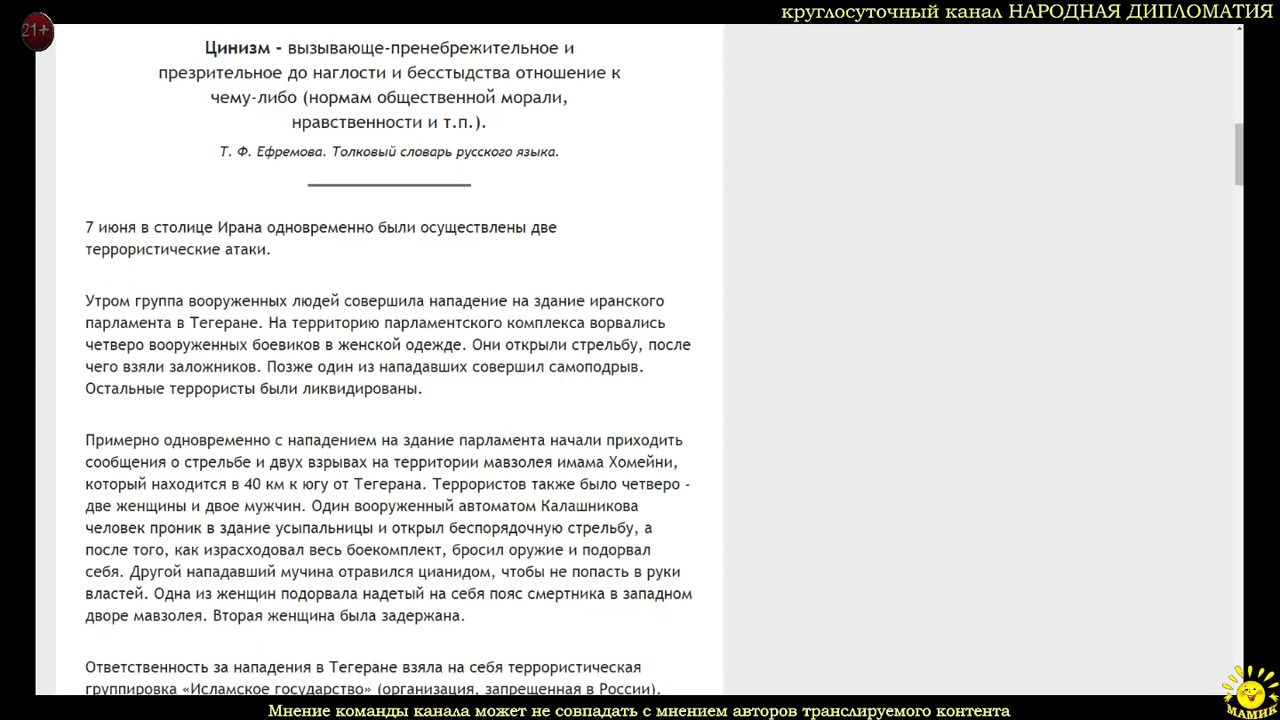 круглосуточный канал НАРОДНАЯ ДИПЛОМАТИЯ
21+
Цинизм - вызывающе-пренебрежительное и
презрительное до наглости и бесстыдства отношение к
чему-либо (нормам общественной морали,
нравственности и т.п.).
Т. Ф. Ефремова. Толковый словарь русского языка.
7 июня в столице Ирана одновременно были осуществлены две
террористические атаки.
Утром группа вооруженных людей совершила нападение на здание иранского
парламента в Тегеране. На территорию парламентского комплекса ворвались
четверо вооруженных боевиков в женской одежде. Они открыли стрельбу, после
чего взяли заложников. Позже один из нападавших совершил самоподрыв.
Остальные террористы были ликвидированы.
Примерно одновременно с нападением на здание парламента начали приходить
сообщения о стрельбе и двух взрывах на территории мавзолея имама Хомейни,
который находится в 40 км к югу от Тегерана. Террористов также было четверо -
две женщины и двое мужчин. Один вооруженный автоматом Калашникова
человек проник в здание усыпальницы и открыл беспорядочную стрельбу, а
после того, как израсходовал весь боекомплект, бросил оружие и подорвал
себя. Другой нападавший мучина отравился цианидом, чтобы не попасть в руки
властей. Одна из женщин подорвала надетый на себя пояс смертника в западном
дворе мавзолея. Вторая женщина была задержана.
Ответственность за нападения в Тегеране взяла на себя террористическая
группировка «Исламское государство» (организация, запрещенная в России).
МАМИК
Мнение команды канала может не совпадать с мнением авторов транслируемого контента